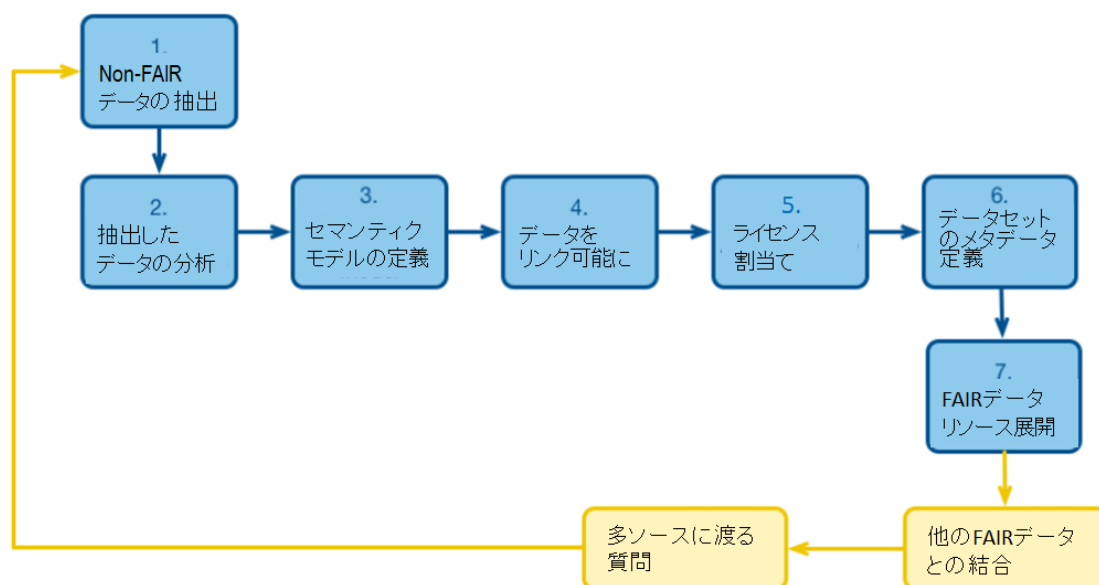 1.
Non-FAIR
データの抽出
2.
抽出した
データの分析
3.
セマンティク
モデルの定義
4.
データを
リンク可能に
5.
ライセンス
割当て
6.
データセット
のメタデータ
定義
7.
FAIRデータ
リソース展開
他のFAIRデータ
との結合
多ソースに渡る
質問